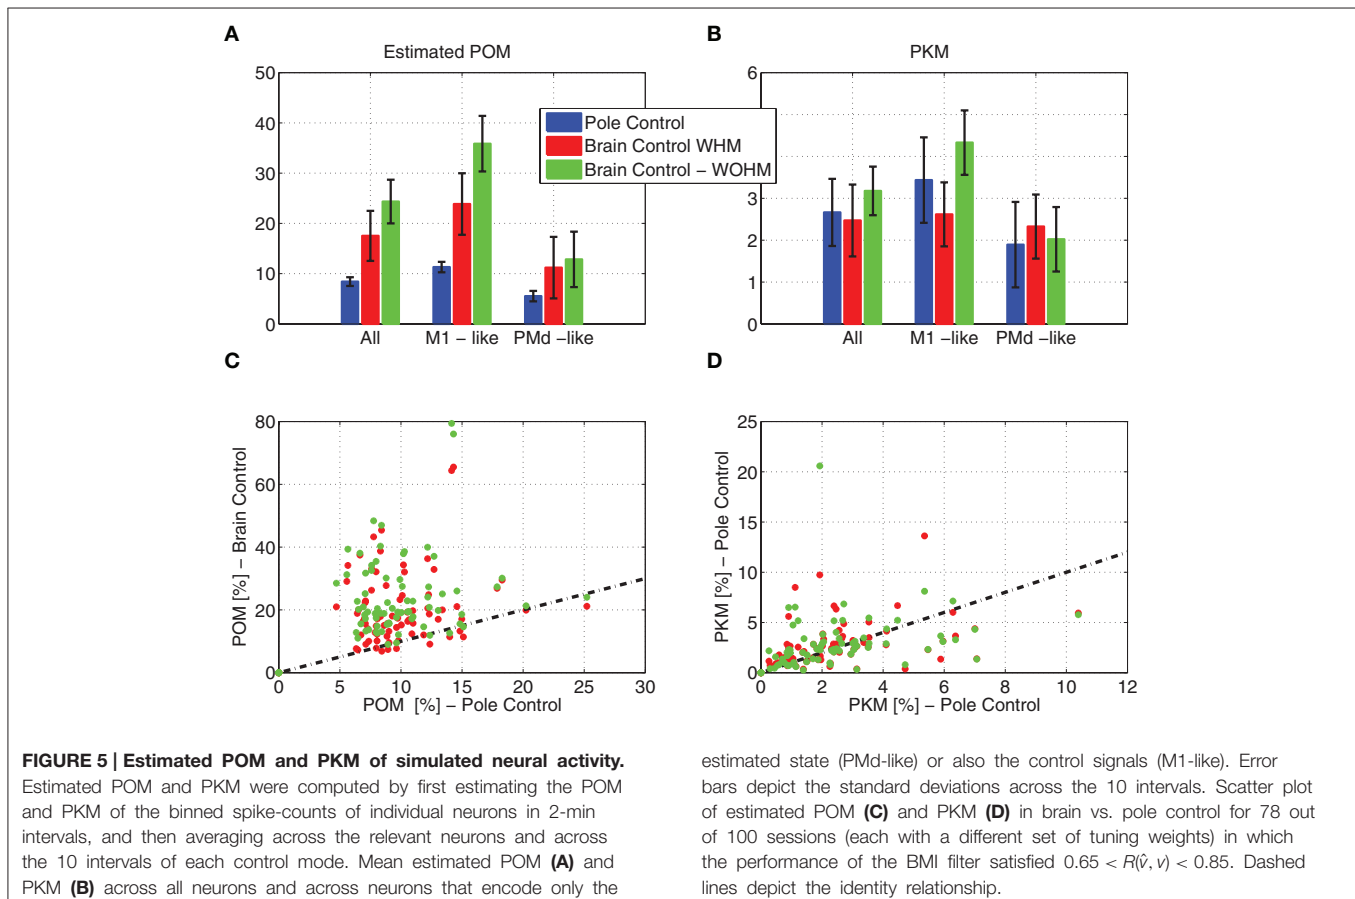 A
Estimated POM
50
40
30
20
10
0
All
M1 – like
PMd –like
B
PKM
6
3
2
1
0
All
M1 –like
PMd –like
Pole Control
Brain Control WHM
Brain Control – WOHM
C
POM [%] – Brain Control
80
60
40
20
0
0
5
10
15
20
25
30
POM [%] – Pole Control
D
PKM [%] – Pole Control
25
20
15
10
5
0
0
2
4
6
8
10
12
PKM [%] – Pole Control
FIGURE 5 | Estimated POM and PKM of simulated neural activity.
Estimated POM and PKM were computed by first estimating the POM
and PKM of the binned spike-counts of individual neurons in 2-min
intervals, and then averaging across the relevant neurons and across
the 10 intervals of each control mode. Mean estimated POM (A) and
PKM (B) across all neurons and across neurons that encode only the
estimated state (PMd-like) or also the control signals (M1-like). Error
bars depict the standard deviations across the 10 intervals. Scatter plot
of estimated POM (C) and PKM (D) in brain vs. pole control for 78 out
of 100 sessions (each with a different set of tuning weights) in which
the performance of the BMI filter satisfied 0.65 < R(v̂, v) < 0.85. Dashed
lines depict the identity relationship.